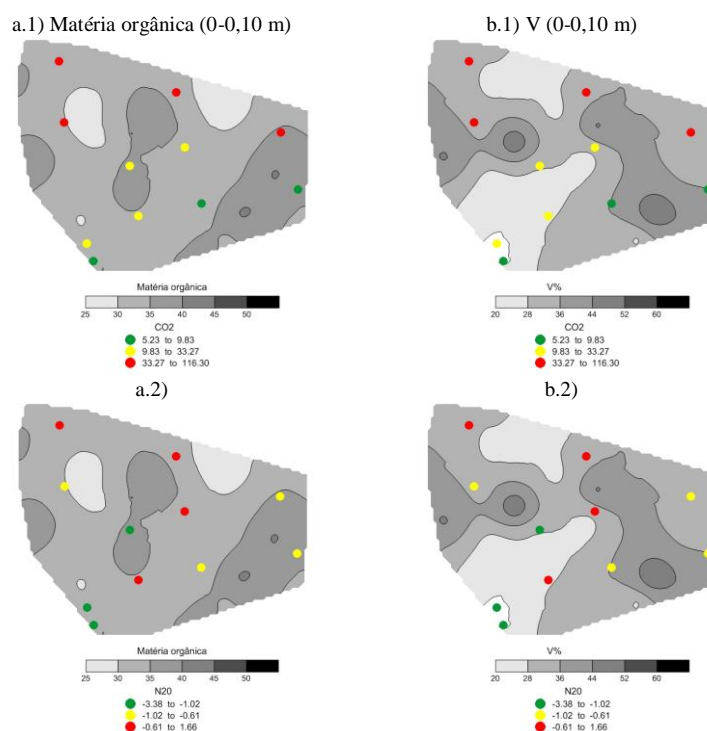 a.1) Matéria orgânica (0-0,10 m)
b.1) V (0-0,10 m)
Matéria orgânica
25 30 35 40 45 50
CO2
5.23 to 9.83
9.83 to 33.27
33.27 to 116.30
V%
20 28 36 44 52 60
CO2
5.23 to 9.83
9.83 to 33.27
33.27 to 116.30
a.2)
b.2)
Matéria orgânica
25 30 35 40 45 50
N20
-3.38 to -1.02
-1.02 to -0.61
-0.61 to 1.66
V%
20 28 36 44 52 60
N20
-3.38 to -1.02
-1.02 to -0.61
-0.61 to 1.66